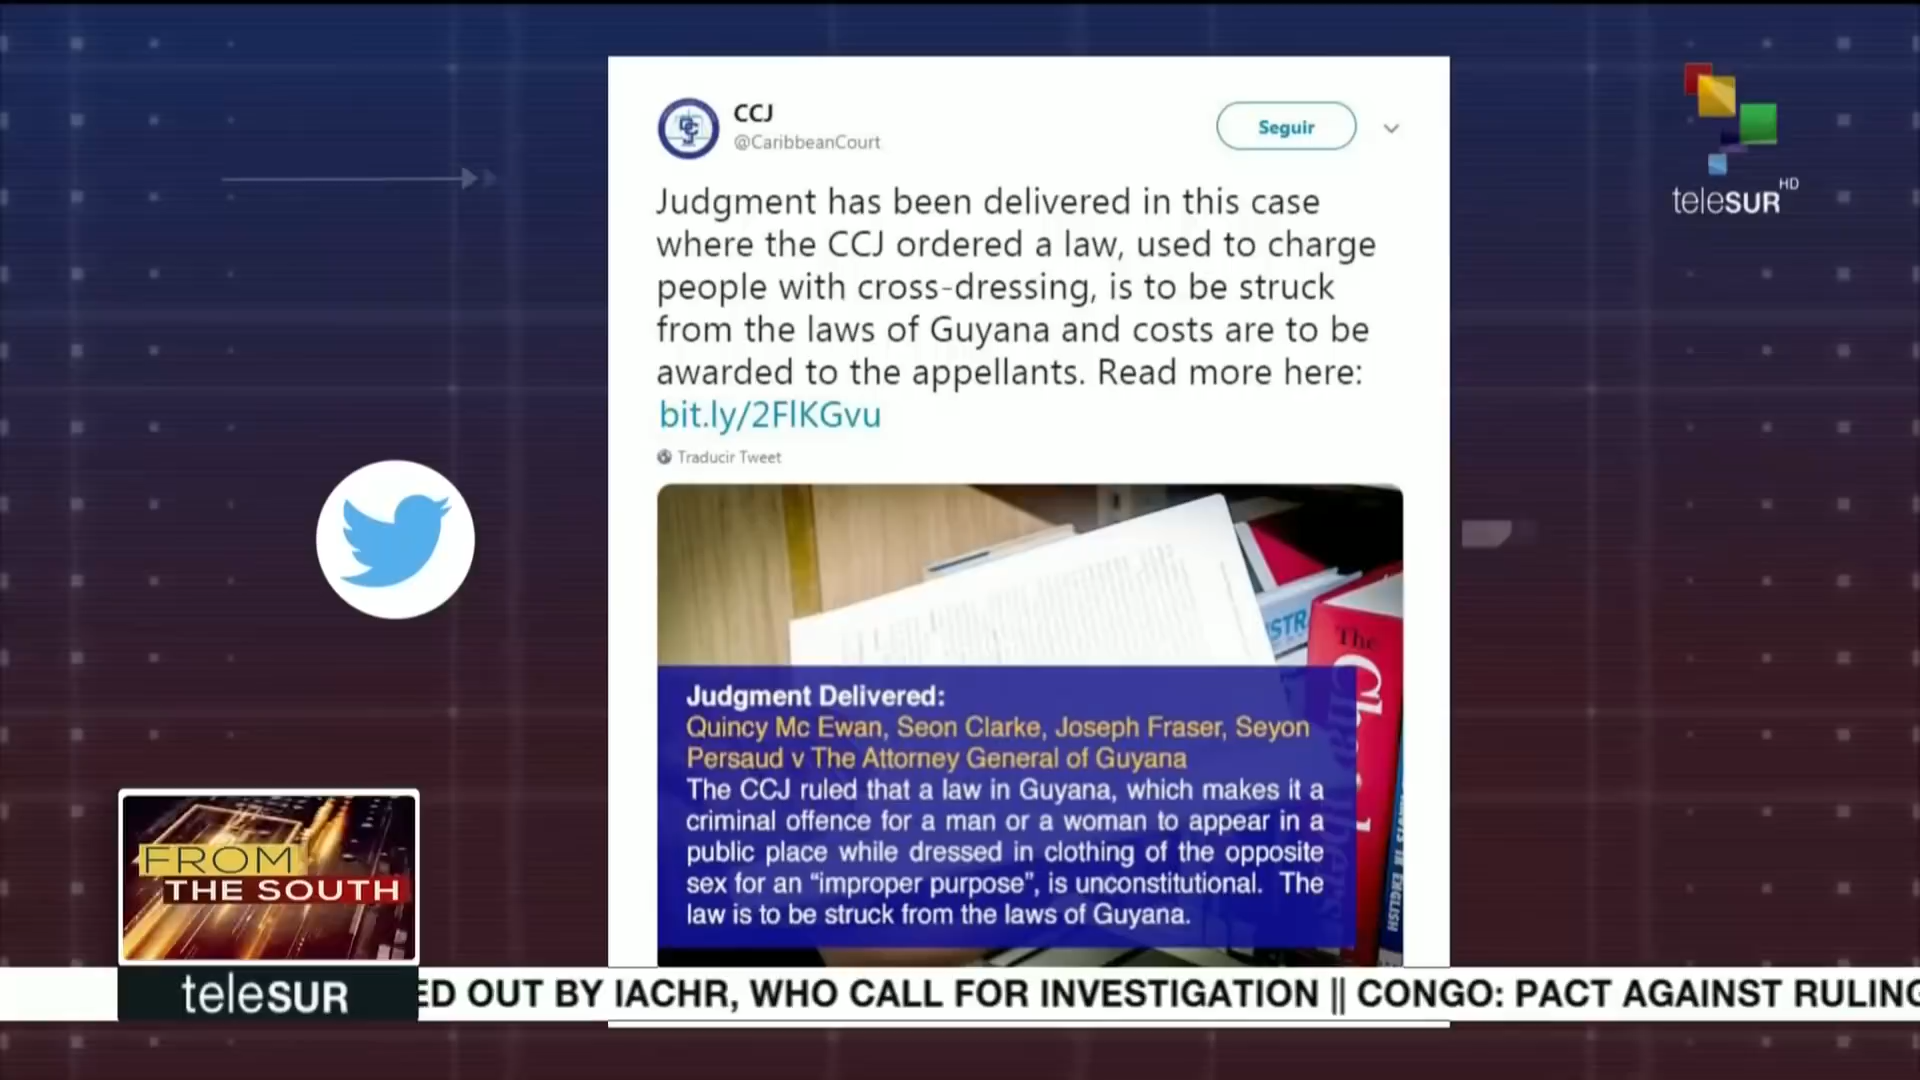 CCJ
@CaribbeanCourt
Seguir
Judgment has been delivered in this case
where the CCJ ordered a law, used to charge
people with cross-dressing, is to be struck
from the laws of Guyana and costs are to be
awarded to the appellants. Read more here:
bit.ly/2FlKGvu
Traducir Tweet
STR
The
Judgment Delivered:
Quincy Mc Ewan, Seon Clarke, Joseph Fraser, Seyon
Persaud v The Attorney General of Guyana
The CCJ ruled that a law in Guyana, which makes it a
criminal offence for a man or a woman to appear in a
public place while dressed in clothing of the opposite
sex for an “improper purpose”, is unconstitutional. The
law is to be struck from the laws of Guyana.
ENGLISH
teleSUR HD
FROM
THE SOUTH
teleSUR
ED OUT BY IACHR, WHO CALL FOR INVESTIGATION || CONGO: PACT AGAINST RULING